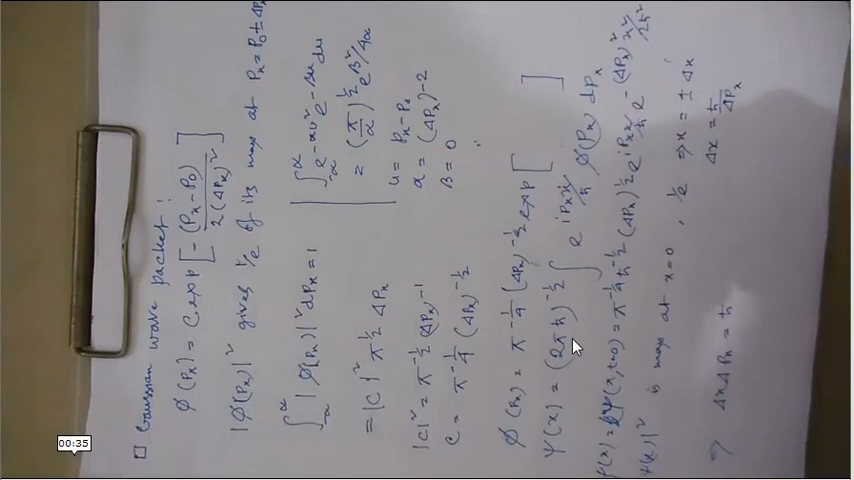 □ Gaussian wave packet:
φ(Px) = C exp[-(Px-P0)/2(ΔPx)²]
|φ(Px)|² gives 1/e of its max at Px = P0 ± ΔPx
∫-α^α |φ(Px)|² dPx = 1
= |C|² π^1/2 ΔPx
|C|² = π^-1/2 (ΔPx)^-1
C = π^-1/4 (ΔPx)^-1/2
∫-α^α e^-αu² e^-βu du
= (π/α)^1/2 e^β²/4α
u = Px - P0
α = (ΔPx)^-2
β = 0
φ(Px) = π^-1/4 (ΔPx)^-1/2 exp[ ]
ψ(x) = (2πħ)^-1/2 ∫ e^iPxx/ħ φ(Px) dPx
ψ(x) = ψ(x,t=0) = π^-1/4 ħ^-1/2 (ΔPx)^1/2 e^iPxx/ħ e^-(ΔPx)²x²/2ħ²
|ψ(x)|² is max at x=0, 1/e ⇒ x = ± Δx
Δx = ħ/ΔPx
⇒ Δx ΔPx = ħ
00:35